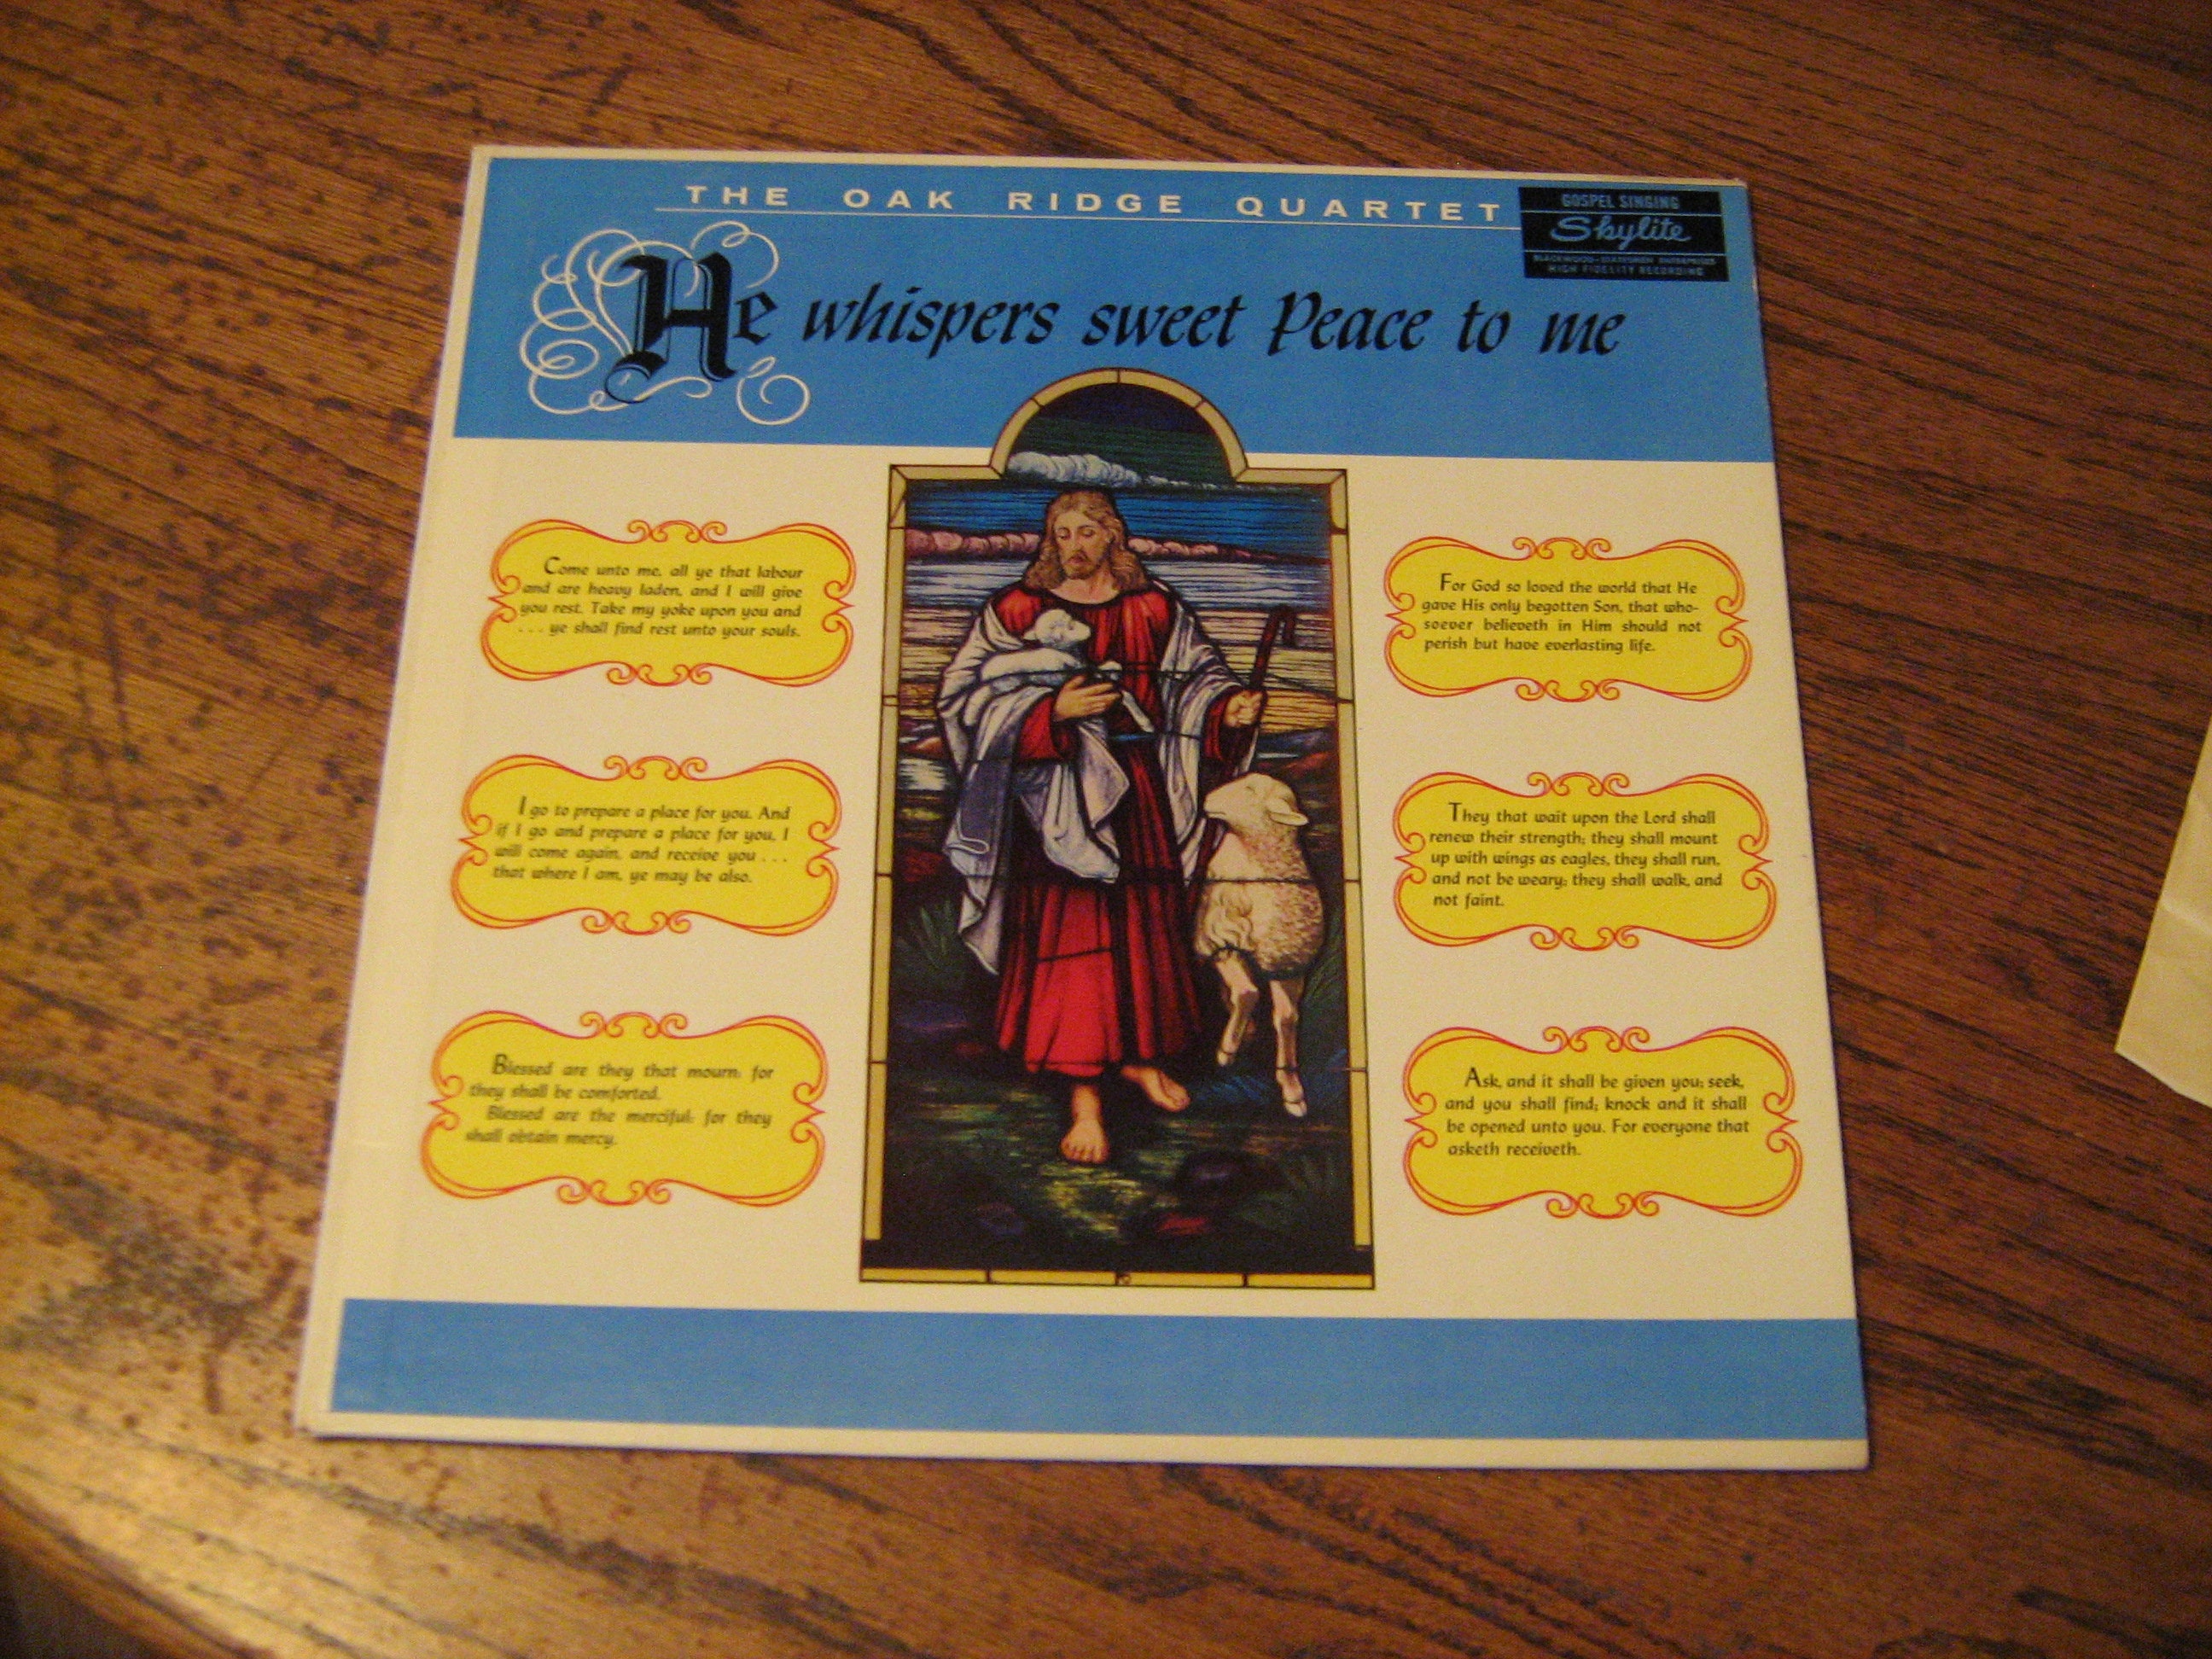 THE OAK RIDGE QUARTET
GOSPEL SINGING
Skylite
BLACKWOOD-STATESMEN ENTERPRISES
HIGH FIDELITY RECORDING
He whispers sweet Peace to me
Come unto me, all ye that labour
and are heavy laden, and I will give
you rest. Take my yoke upon you and
. . . ye shall find rest unto your souls.
I go to prepare a place for you. And
if I go and prepare a place for you, I
will come again, and receive you . . .
that where I am, ye may be also.
Blessed are they that mourn: for
they shall be comforted.
Blessed are the merciful: for they
shall obtain mercy.
For God so loved the world that He
gave His only begotten Son, that who-
soever believeth in Him should not
perish but have everlasting life.
They that wait upon the Lord shall
renew their strength; they shall mount
up with wings as eagles, they shall run,
and not be weary; they shall walk, and
not faint.
Ask, and it shall be given you; seek,
and you shall find; knock and it shall
be opened unto you. For everyone that
asketh receiveth.